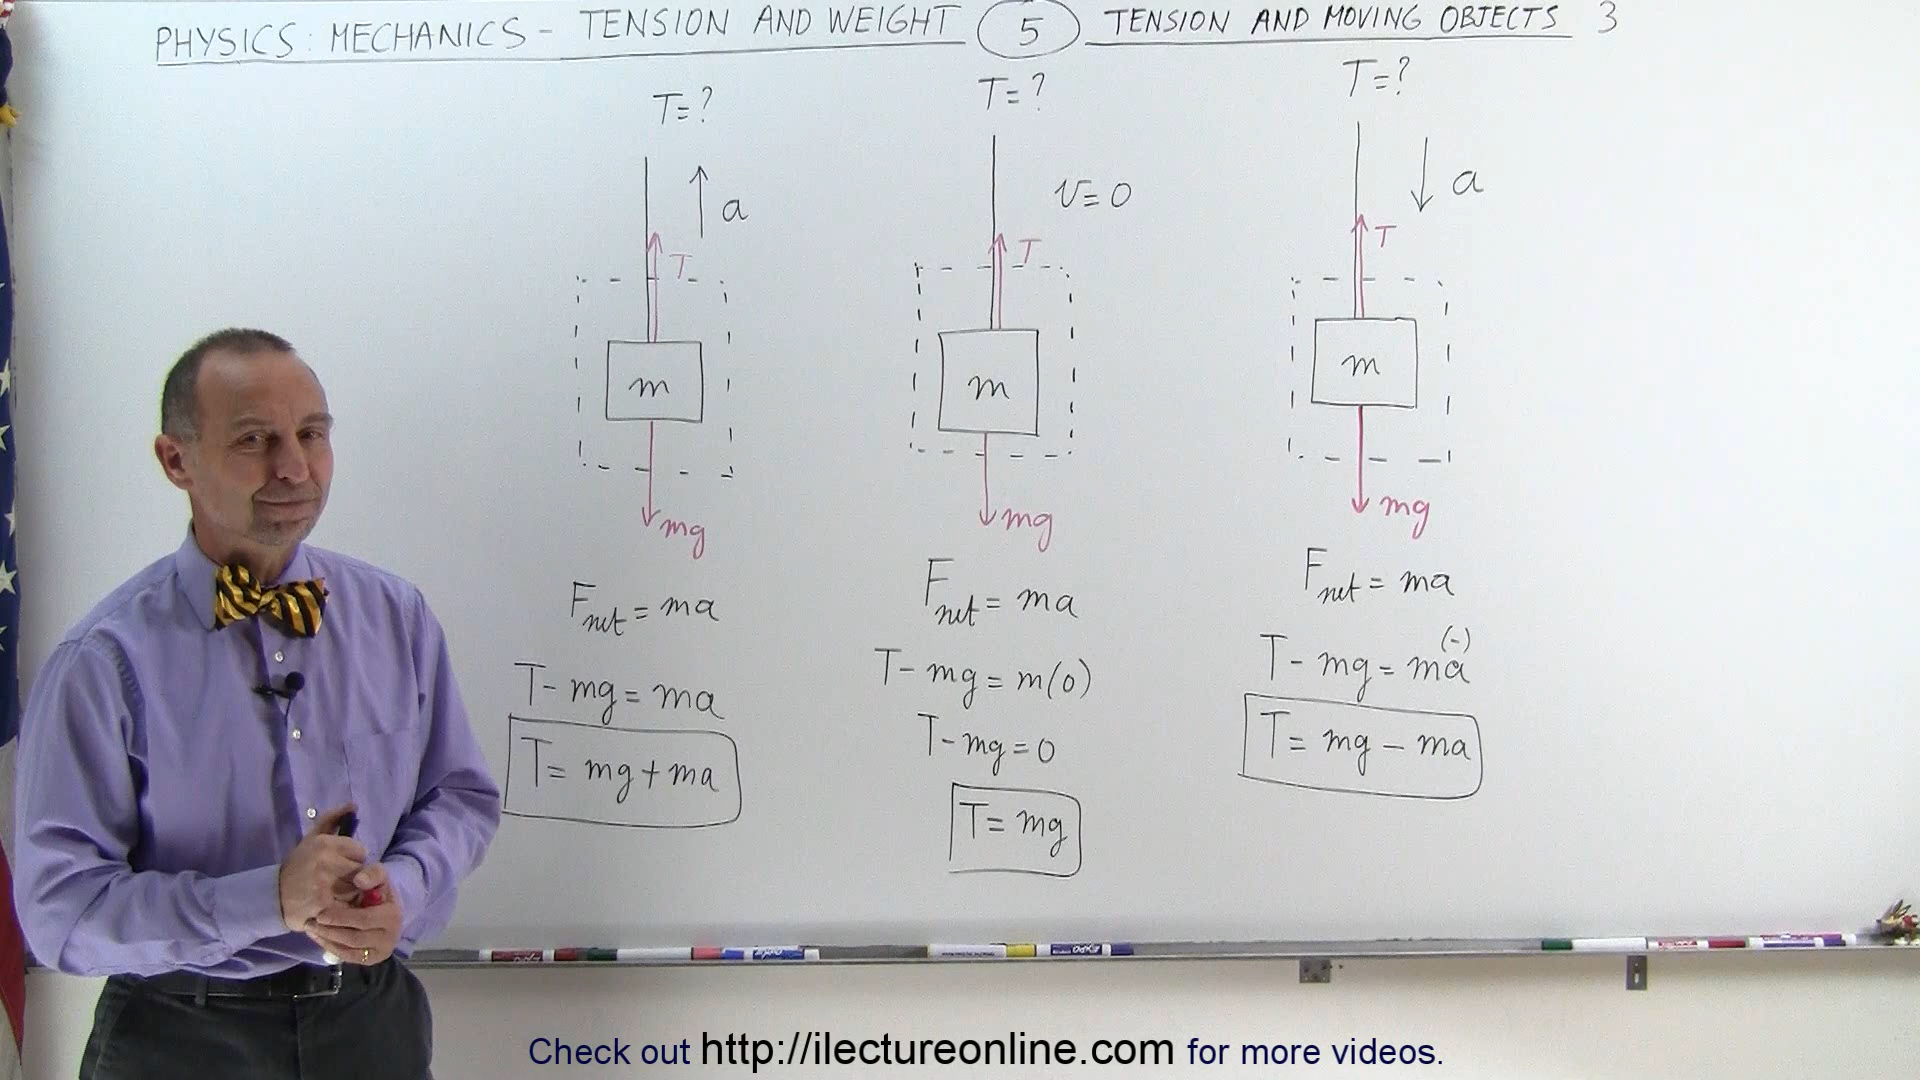 PHYSICS: MECHANICS - TENSION AND WEIGHT 5 TENSION AND MOVING OBJECTS 3
T=?
a
T
m
mg
Fnet = ma
T - mg = ma
T = mg + ma
T=?
v=0
T
m
mg
Fnet = ma
T - mg = m(0)
T - mg = 0
T = mg
T=?
a
T
m
mg
Fnet = ma
(-)
T - mg = ma
T = mg - ma
EXPO
EXPO
Check out http://ilectureonline.com for more videos.